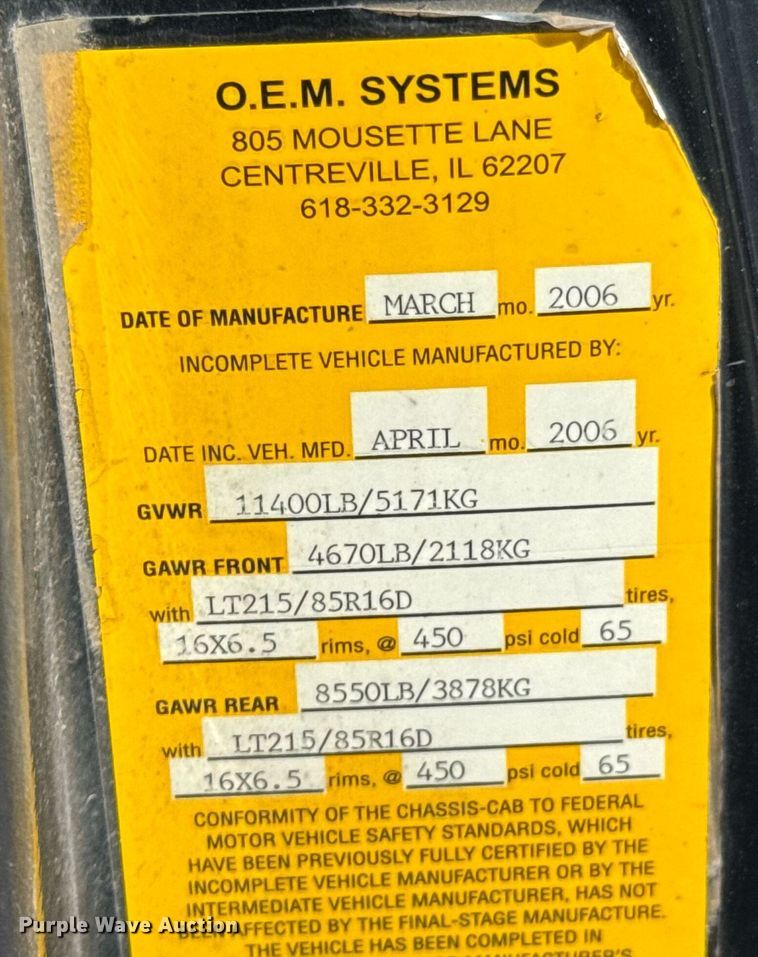 O.E.M. SYSTEMS
805 MOUSETTE LANE
CENTREVILLE, IL 62207
618-332-3129
DATE OF MANUFACTURE MARCH mo. 2006 yr.
INCOMPLETE VEHICLE MANUFACTURED BY:
DATE INC. VEH. MFD. APRIL mo. 2006 yr.
GVWR 11400LB/5171KG
GAWR FRONT 4670LB/2118KG
with LT215/85R16D tires,
16X6.5 rims, @ 450 psi cold 65
GAWR REAR 8550LB/3878KG
with LT215/85R16D tires,
16X6.5 rims, @ 450 psi cold 65
CONFORMITY OF THE CHASSIS-CAB TO FEDERAL
MOTOR VEHICLE SAFETY STANDARDS, WHICH
HAVE BEEN PREVIOUSLY FULLY CERTIFIED BY THE
INCOMPLETE VEHICLE MANUFACTURER OR BY THE
INTERMEDIATE VEHICLE MANUFACTURER, HAS NOT
BEEN AFFECTED BY THE FINAL-STAGE MANUFACTURE.
THE VEHICLE HAS BEEN COMPLETED IN
MANUFACTURER'S
Purple Wave Auction